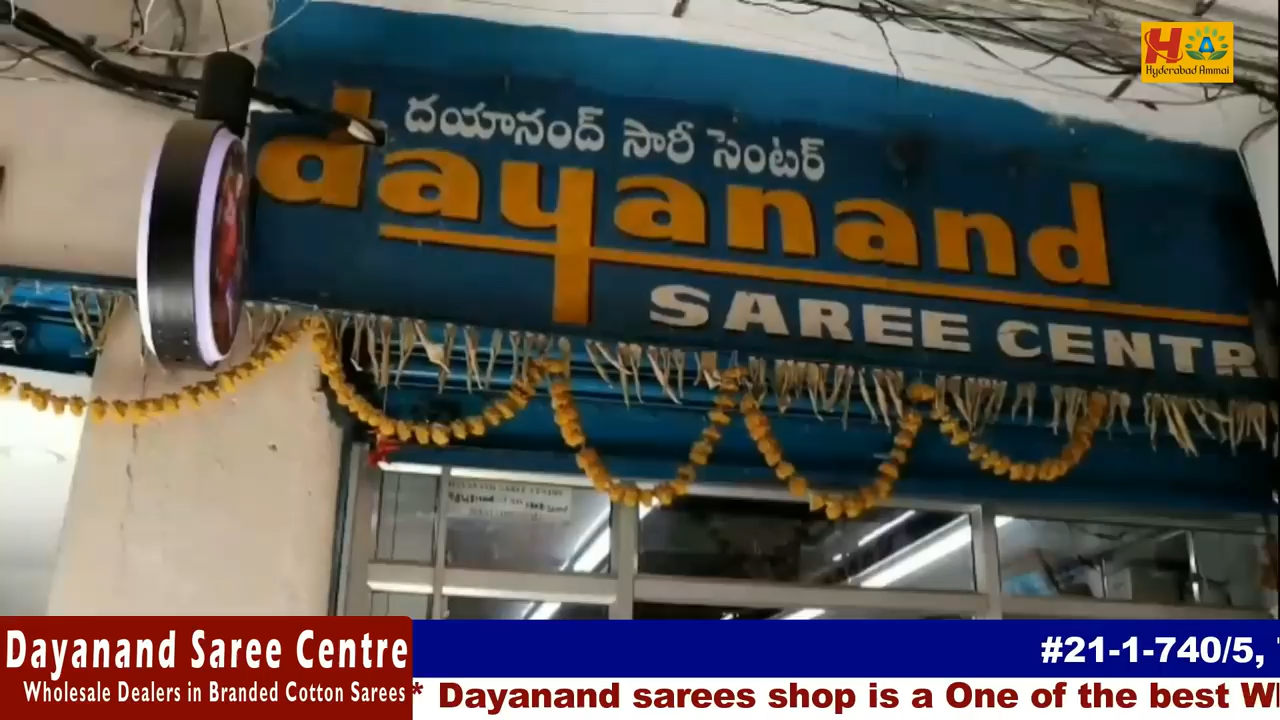 H
Hyderabad Ammai
దయానంద్ సారీ సెంటర్
dayanand
SAREE CENTR
Dayanand Saree Centre
Wholesale Dealers in Branded Cotton Sarees
#21-1-740/5,
* Dayanand sarees shop is a One of the best W